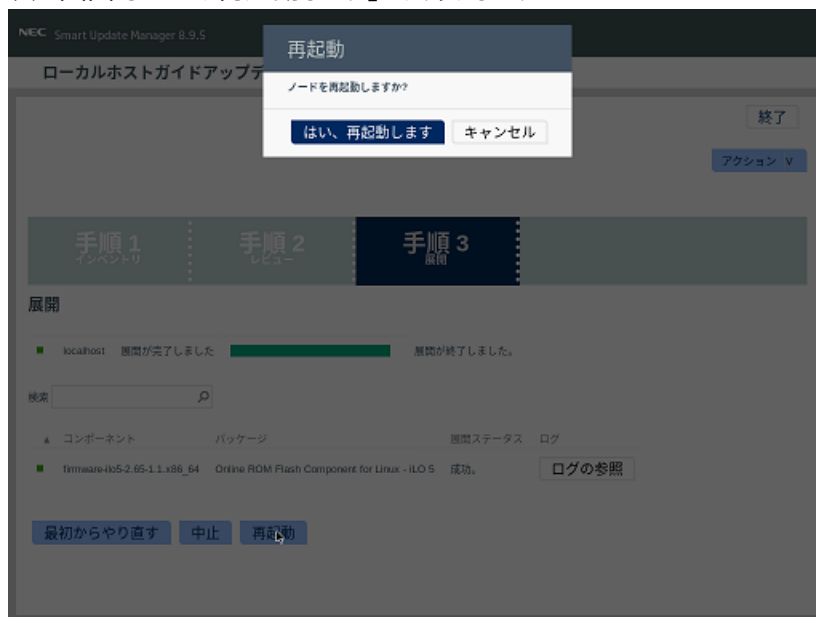 NEC Smart Update Manager 8.9.5
再起動
ローカルホストガイドアップデ
ノードを再起動しますか?
はい、再起動します キャンセル
終了
アクション ∨
手順 1 手順 2 手順 3
インベントリ レビュー 展開
展開
localhost 展開が完了しました 展開が終了しました。
検索
コンポーネント パッケージ 展開ステータス ログ
firmware-ilo5-2.65-1.1.x86_64 Online ROM Flash Component for Linux - iLO 5 成功。 ログの参照
最初からやり直す 中止 再起動